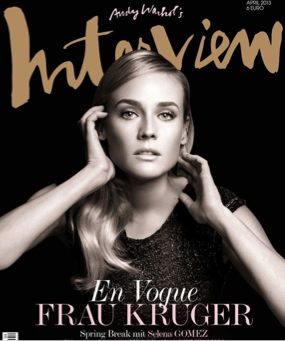 Andy Warhol's
Interview
APRIL 2013
6 EURO
En Vogue
FRAU KRUGER
Spring Break mit Selena GOMEZ